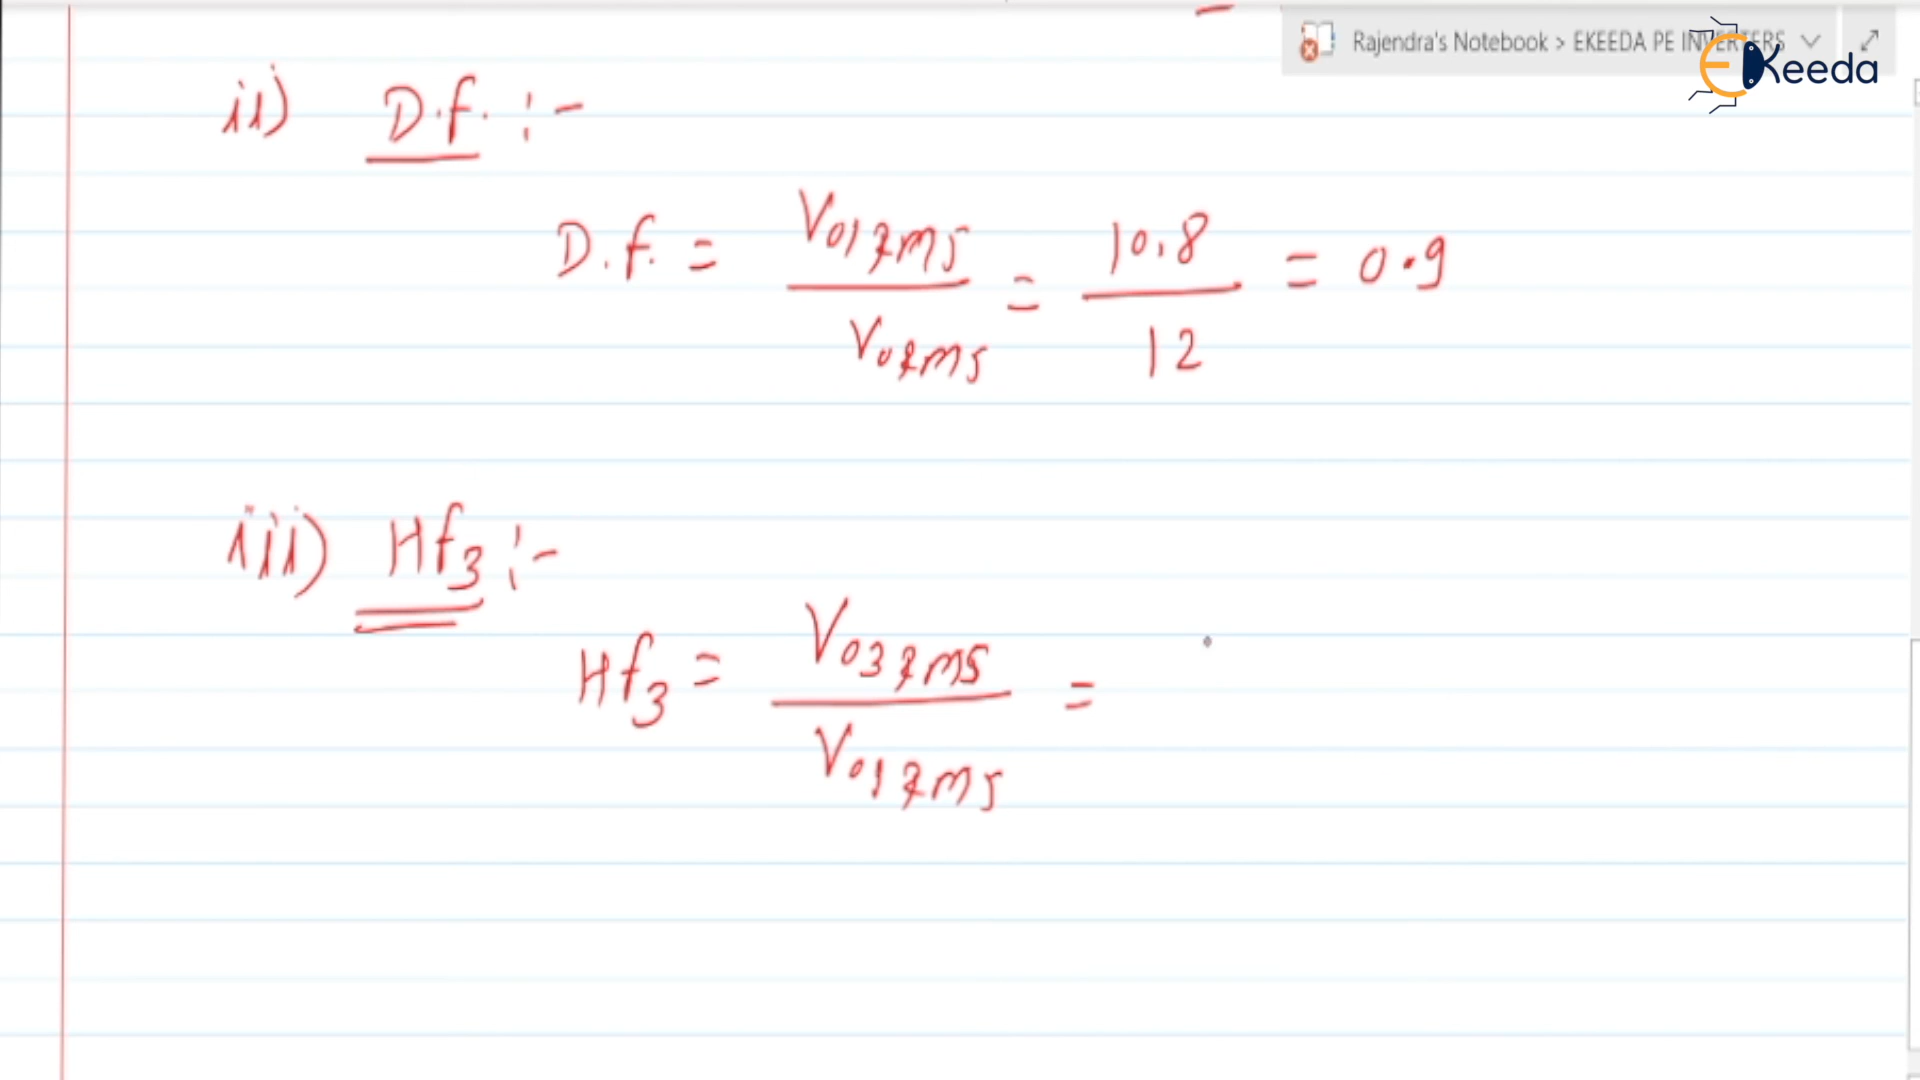 Rajendra's Notebook > EKEEDA PE INVERTERS
EKeeda
ii) D.f. :-
D.f. = V01rms / V0rms = 10.8 / 12 = 0.9
iii) Hf3 :-
Hf3 = V03rms / V01rms =